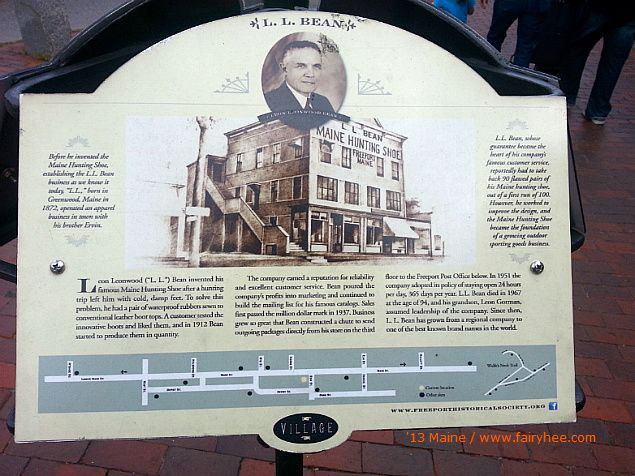 L. L. BEAN
LEON LEONWOOD BEAN
L. L. BEAN
MAINE HUNTING SHOE
FREEPORT
MAINE
Before he invented the
Maine Hunting Shoe,
establishing the L.L. Bean
business as we know it
today, "L.L.," born in
Greenwood, Maine in
1872, operated an apparel
business in town with
his brother Ervin.
L.L. Bean, whose
guarantee became the
heart of his company's
famous customer service,
reportedly had to take
back 90 flawed pairs of
his Maine hunting shoe,
out of a first run of 100.
However, he worked to
improve the design, and
the Maine Hunting Shoe
became the foundation
of a growing outdoor
sporting goods business.
Leon Leonwood ("L. L.") Bean invented his
famous Maine Hunting Shoe after a hunting
trip left him with cold, damp feet. To solve this
problem, he had a pair of waterproof rubbers sewn to
conventional leather boot tops. A customer tested the
innovative boots and liked them, and in 1912 Bean
started to produce them in quantity.
The company earned a reputation for reliability
and excellent customer service. Bean poured the
company's profits into marketing and continued to
build the mailing list for his famous catalogs. Sales
first passed the million dollar mark in 1937. Business
grew so great that Bean constructed a chute to send
outgoing packages directly from his store on the third
floor to the Freeport Post Office below. In 1951 the
company adopted its policy of staying open 24 hours
per day, 365 days per year. L.L. Bean died in 1967
at the age of 94, and his grandson, Leon Gorman,
assumed leadership of the company. Since then,
L. L. Bean has grown from a regional company to
one of the best known brand names in the world.
Current location
Other sites
WWW.FREEPORTHISTORICALSOCIETY.ORG
VILLAGE
'13 Maine / www.fairyhee.com